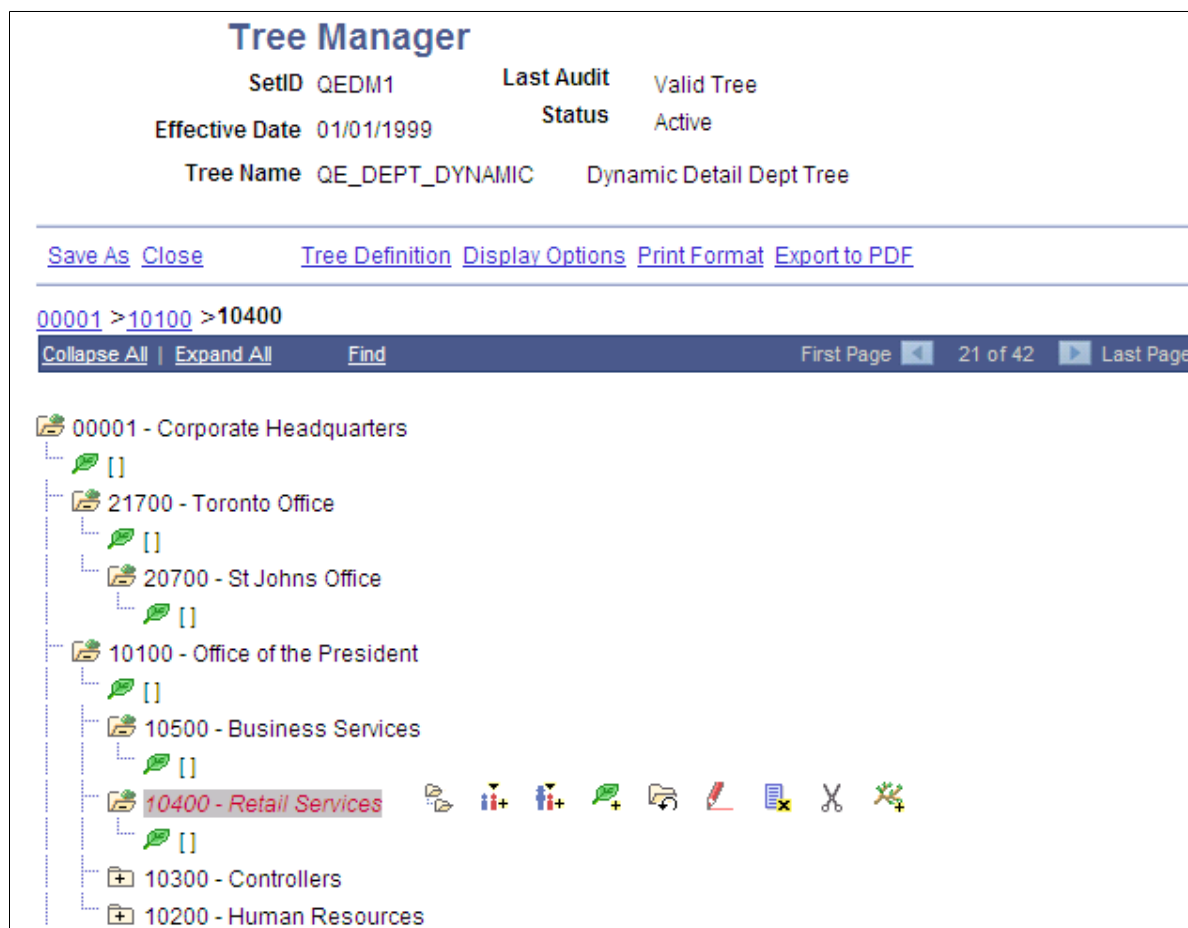 Tree Manager
SetID QEDM1 Last Audit Valid Tree
Effective Date 01/01/1999 Status Active
Tree Name QE_DEPT_DYNAMIC Dynamic Detail Dept Tree
Save As Close Tree Definition Display Options Print Format Export to PDF
00001 >10100 >10400
Collapse All | Expand All Find First Page 21 of 42 Last Page
00001 - Corporate Headquarters
[]
21700 - Toronto Office
[]
20700 - St Johns Office
[]
10100 - Office of the President
[]
10500 - Business Services
[]
10400 - Retail Services
[]
10300 - Controllers
10200 - Human Resources